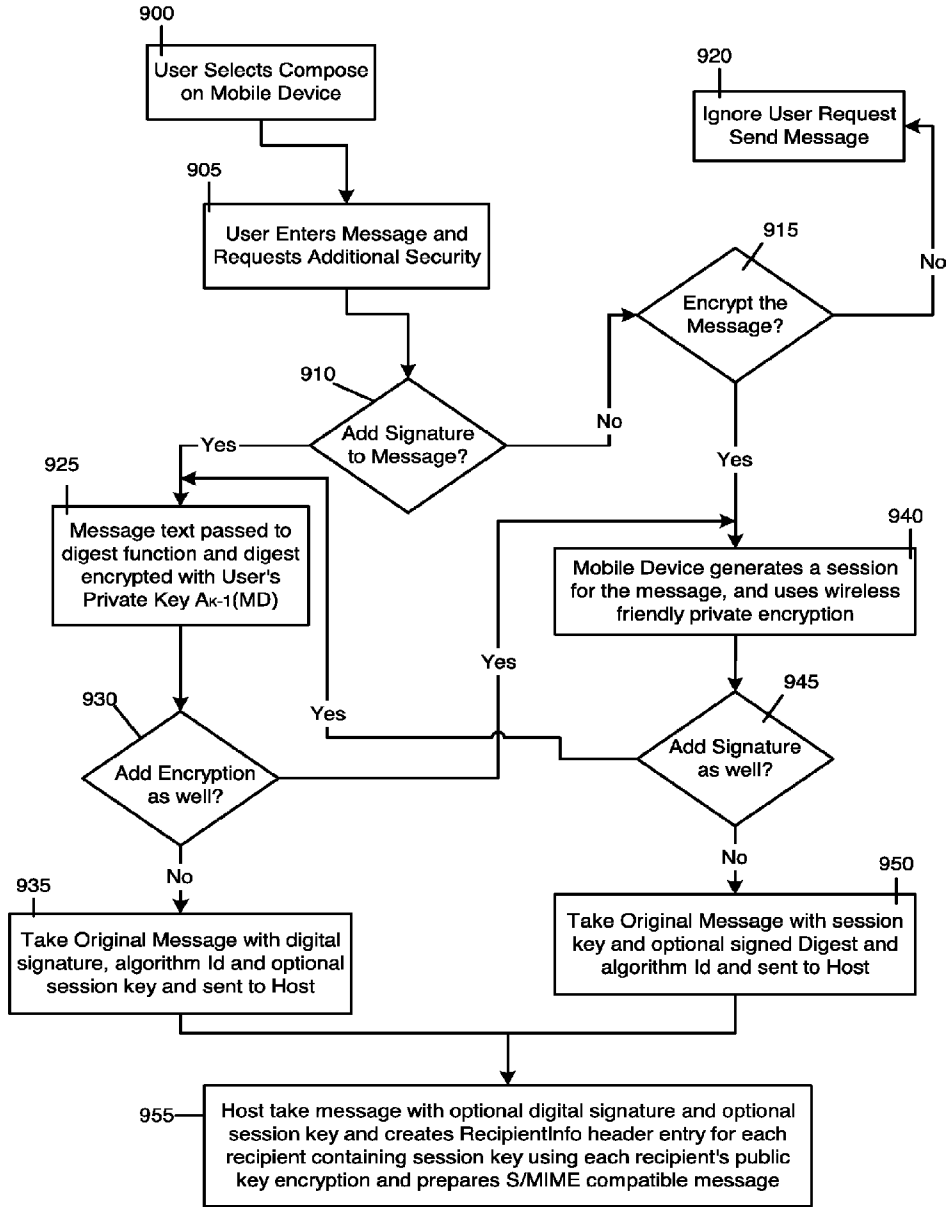 900
User Selects Compose
on Mobile Device
920
Ignore User Request
Send Message
905
User Enters Message and
Requests Additional Security
915
Encrypt the
Message?
No
910
Add Signature
to Message?
No
Yes
Yes
925
Message text passed to
digest function and digest
encrypted with User's
Private Key AK-1(MD)
940
Mobile Device generates a session
for the message, and uses wireless
friendly private encryption
Yes
Yes
930
Add Encryption
as well?
945
Add Signature
as well?
No
No
935
Take Original Message with digital
signature, algorithm Id and optional
session key and sent to Host
950
Take Original Message with session
key and optional signed Digest and
algorithm Id and sent to Host
955
Host take message with optional digital signature and optional
session key and creates RecipientInfo header entry for each
recipient containing session key using each recipient's public
key encryption and prepares S/MIME compatible message